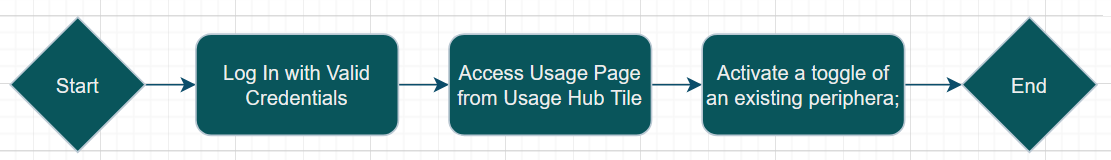 Start
Log In with Valid
Credentials
Access Usage Page
from Usage Hub Tile
Activate a toggle of
an existing periphera;
End